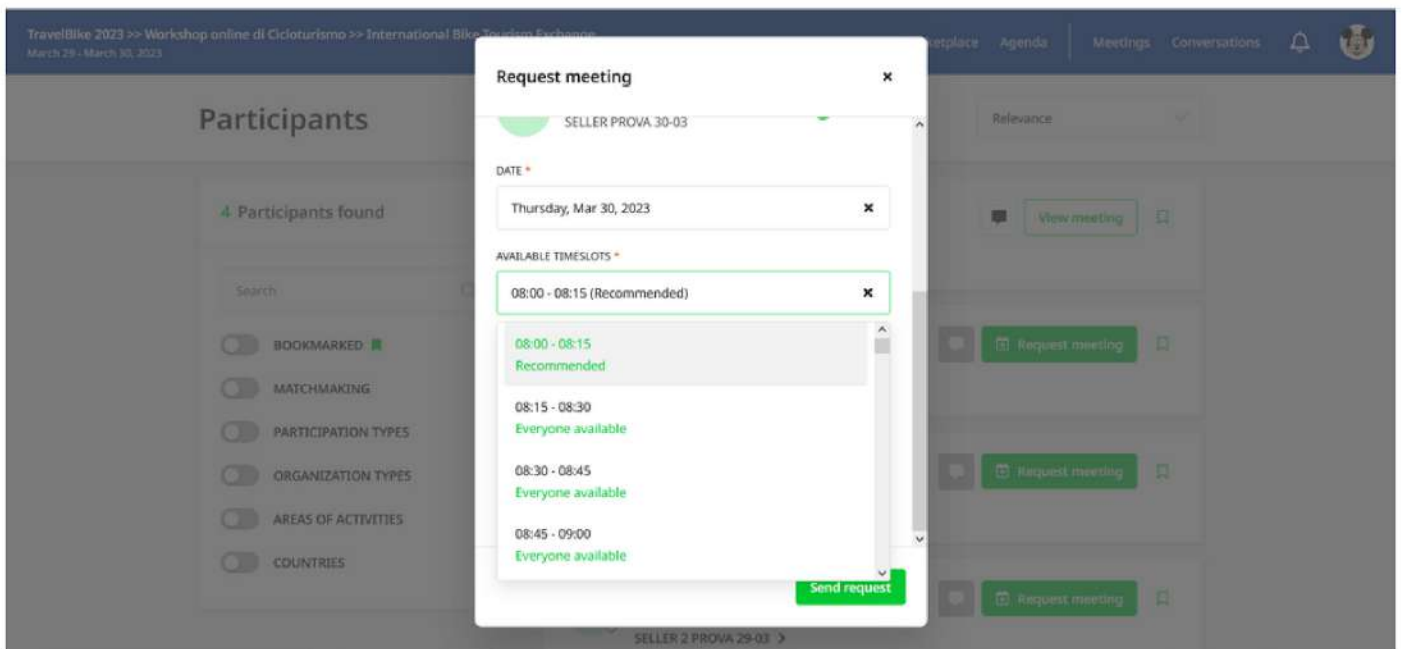 TravelBike 2023 >> Workshop online di Cicloturismo >> International Bike Tourism Exchange
March 29 - March 30, 2023
Agenda
Meetings
Conversations
Participants
Relevance
4 Participants found
Search
BOOKMARKED
MATCHMAKING
PARTICIPATION TYPES
ORGANIZATION TYPES
AREAS OF ACTIVITIES
COUNTRIES
Request meeting
SELLER PROVA 30-03
DATE *
Thursday, Mar 30, 2023
AVAILABLE TIMESLOTS *
08:00 - 08:15 (Recommended)
08:00 - 08:15
Recommended
08:15 - 08:30
Everyone available
08:30 - 08:45
Everyone available
08:45 - 09:00
Everyone available
Send request
View meeting
Request meeting
Request meeting
Request meeting
SELLER 2 PROVA 29-03 >